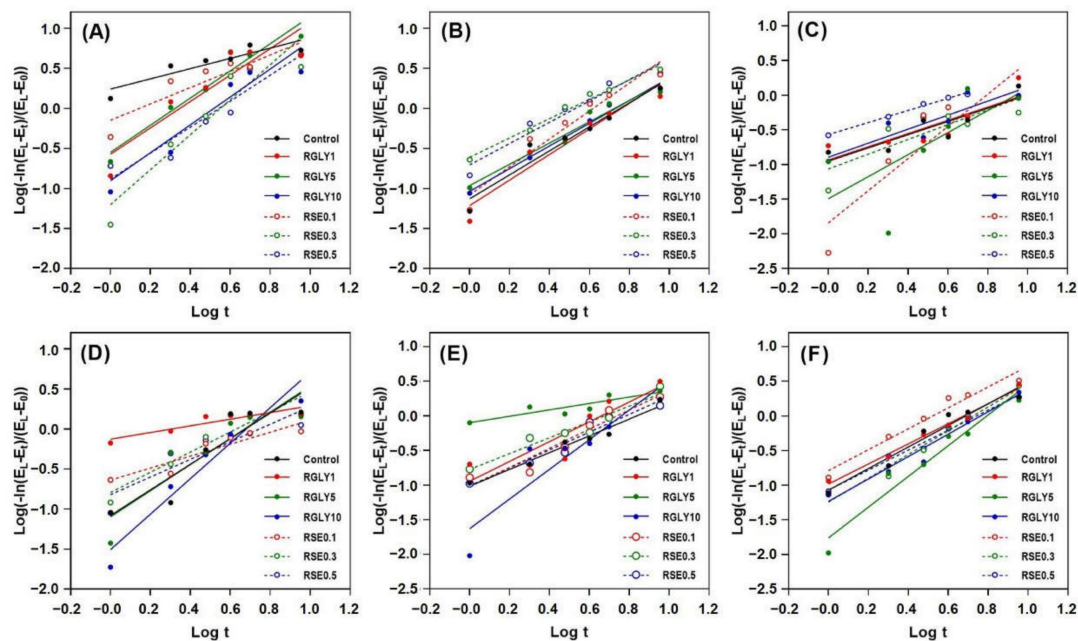 (A)
Log(-ln(EL-Et)/(EL-E0))
1.0
0.5
0.0
−0.5
−1.0
−1.5
−2.0
−0.2 −0.0 0.2 0.4 0.6 0.8 1.0 1.2
Log t
Control
RGLY1
RGLY5
RGLY10
RSE0.1
RSE0.3
RSE0.5
(B)
Log(-ln(EL-Et)/(EL-E0))
1.5
1.0
0.5
0.0
−0.5
−1.0
−1.5
−2.0
−0.2 −0.0 0.2 0.4 0.6 0.8 1.0 1.2
Log t
Control
RGLY1
RGLY5
RGLY10
RSE0.1
RSE0.3
RSE0.5
(C)
Log(-ln(EL-Et)/(EL-E0))
1.0
0.5
0.0
−0.5
−1.0
−1.5
−2.0
−2.5
−0.2 −0.0 0.2 0.4 0.6 0.8 1.0 1.2
Log t
Control
RGLY1
RGLY5
RGLY10
RSE0.1
RSE0.3
RSE0.5
(D)
Log(-ln(EL-Et)/(EL-E0))
1.0
0.5
0.0
−0.5
−1.0
−1.5
−2.0
−0.2 −0.0 0.2 0.4 0.6 0.8 1.0 1.2
Log t
Control
RGLY1
RGLY5
RGLY10
RSE0.1
RSE0.3
RSE0.5
(E)
Log(-ln(EL-Et)/(EL-E0))
1.0
0.5
0.0
−0.5
−1.0
−1.5
−2.0
−2.5
−0.2 −0.0 0.2 0.4 0.6 0.8 1.0 1.2
Log t
Control
RGLY1
RGLY5
RGLY10
RSE0.1
RSE0.3
RSE0.5
(F)
Log(-ln(EL-Et)/(EL-E0))
1.0
0.5
0.0
−0.5
−1.0
−1.5
−2.0
−2.5
−0.2 −0.0 0.2 0.4 0.6 0.8 1.0 1.2
Log t
Control
RGLY1
RGLY5
RGLY10
RSE0.1
RSE0.3
RSE0.5